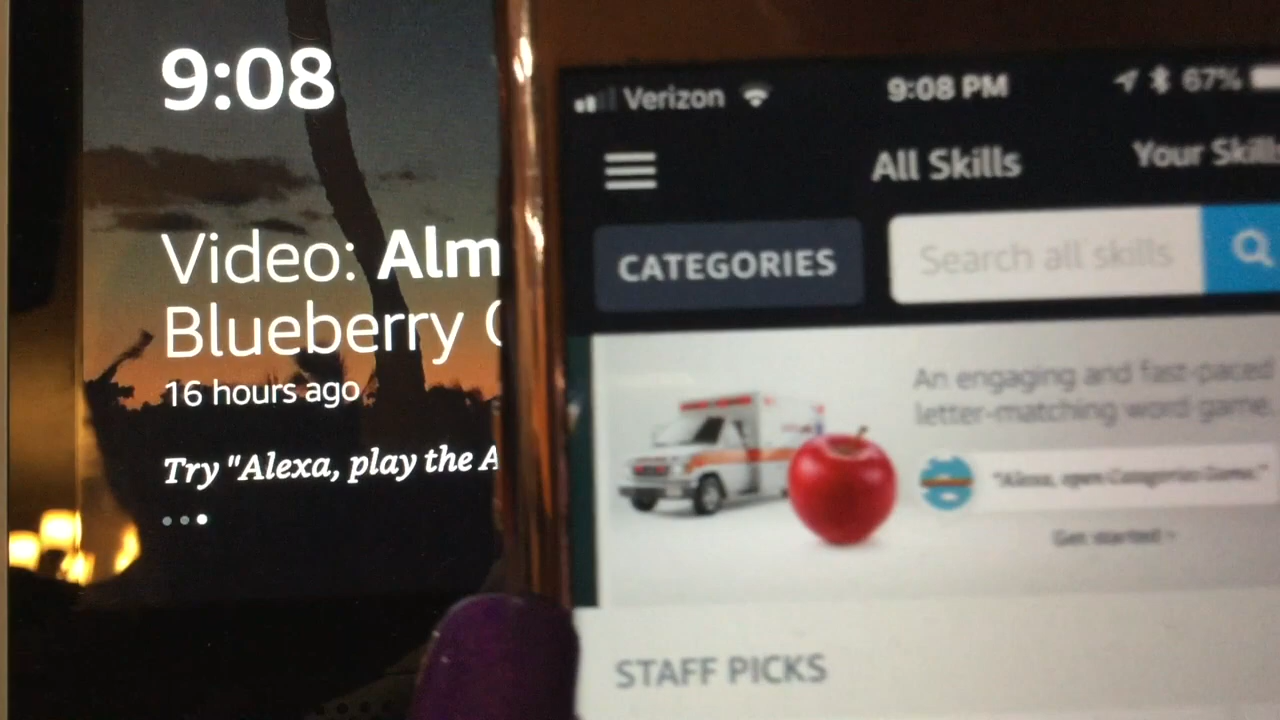 9:08
Video: Alm
Blueberry
16 hours ago
Try "Alexa, play the A
Verizon 9:08 PM 67%
All Skills Your Skills
CATEGORIES Search all skills
An engaging and fast-paced
letter-matching word game.
"Alexa, open Categories Game."
Get started
STAFF PICKS